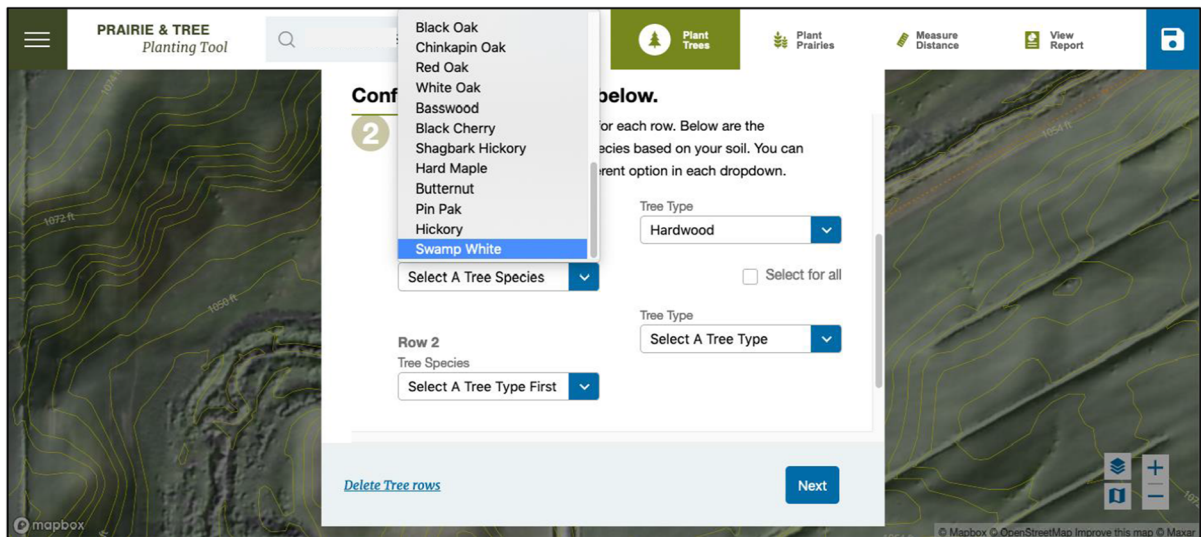 PRAIRIE & TREE
Planting Tool
Plant
Trees
Plant
Prairies
Measure
Distance
View
Report
Black Oak
Chinkapin Oak
Red Oak
White Oak
Basswood
Black Cherry
Shagbark Hickory
Hard Maple
Butternut
Pin Pak
Hickory
Swamp White
Conf below.
2
or each row. Below are the
ecies based on your soil. You can
erent option in each dropdown.
Tree Type
Hardwood
Select A Tree Species
Select for all
Tree Type
Select A Tree Type
Row 2
Tree Species
Select A Tree Type First
Delete Tree rows
Next
1072 ft
1050 ft
1054 ft
mapbox
© Mapbox © OpenStreetMap Improve this map © Maxar